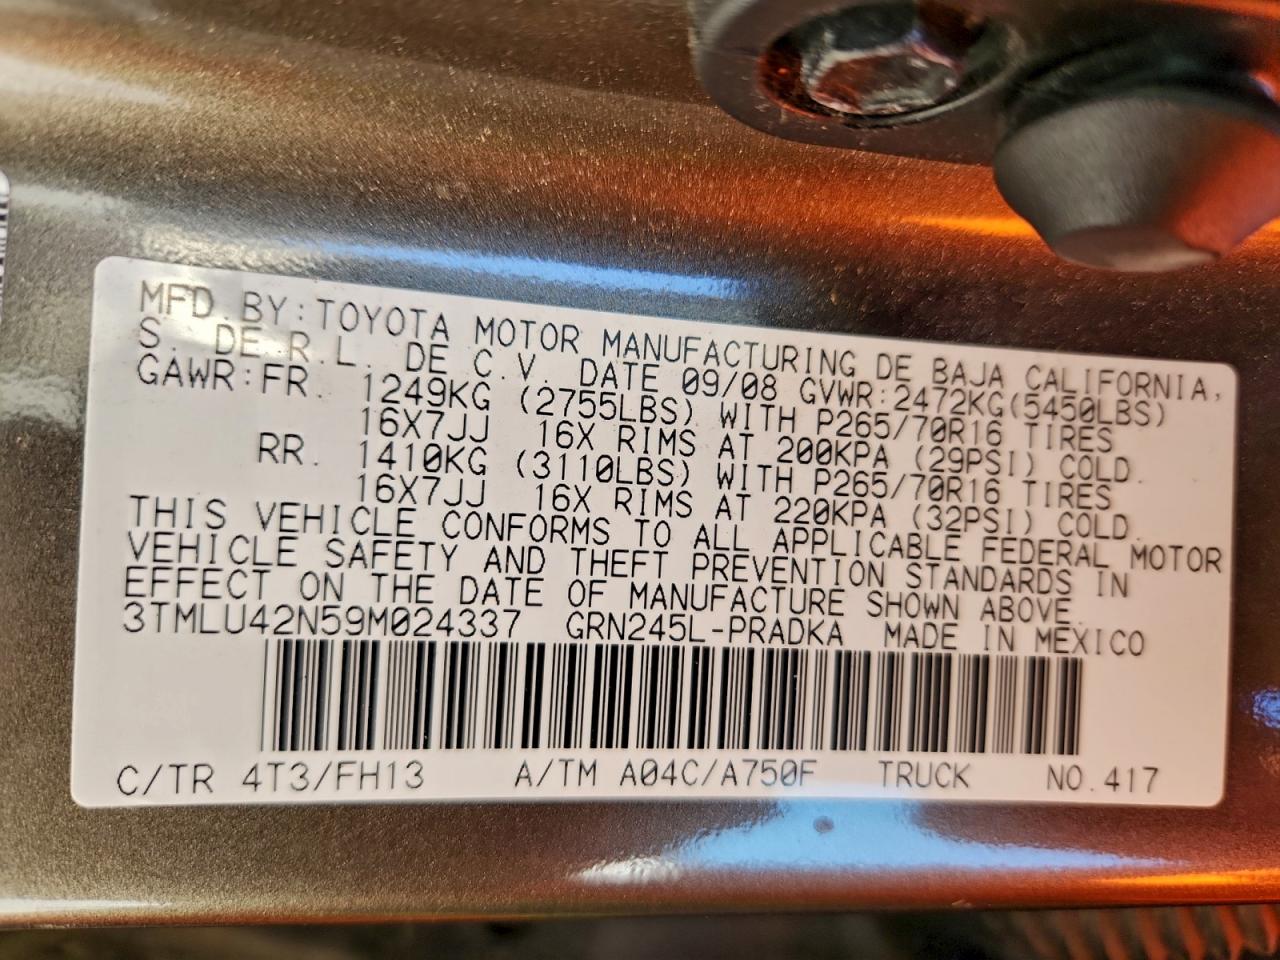 MFD. BY: TOYOTA MOTOR MANUFACTURING DE BAJA CALIFORNIA,
S. DE R.L. DE C.V. DATE 09/08 GVWR:2472KG(5450LBS)
GAWR:FR. 1249KG (2755LBS) WITH P265/70R16 TIRES
16X7JJ 16X RIMS AT 200KPA (29PSI) COLD.
RR. 1410KG (3110LBS) WITH P265/70R16 TIRES
16X7JJ 16X RIMS AT 220KPA (32PSI) COLD.
THIS VEHICLE CONFORMS TO ALL APPLICABLE FEDERAL MOTOR
VEHICLE SAFETY AND THEFT PREVENTION STANDARDS IN
EFFECT ON THE DATE OF MANUFACTURE SHOWN ABOVE.
3TMLU42N59M024337 GRN245L-PRADKA MADE IN MEXICO
C/TR 4T3/FH13 A/TM A04C/A750F TRUCK NO.417